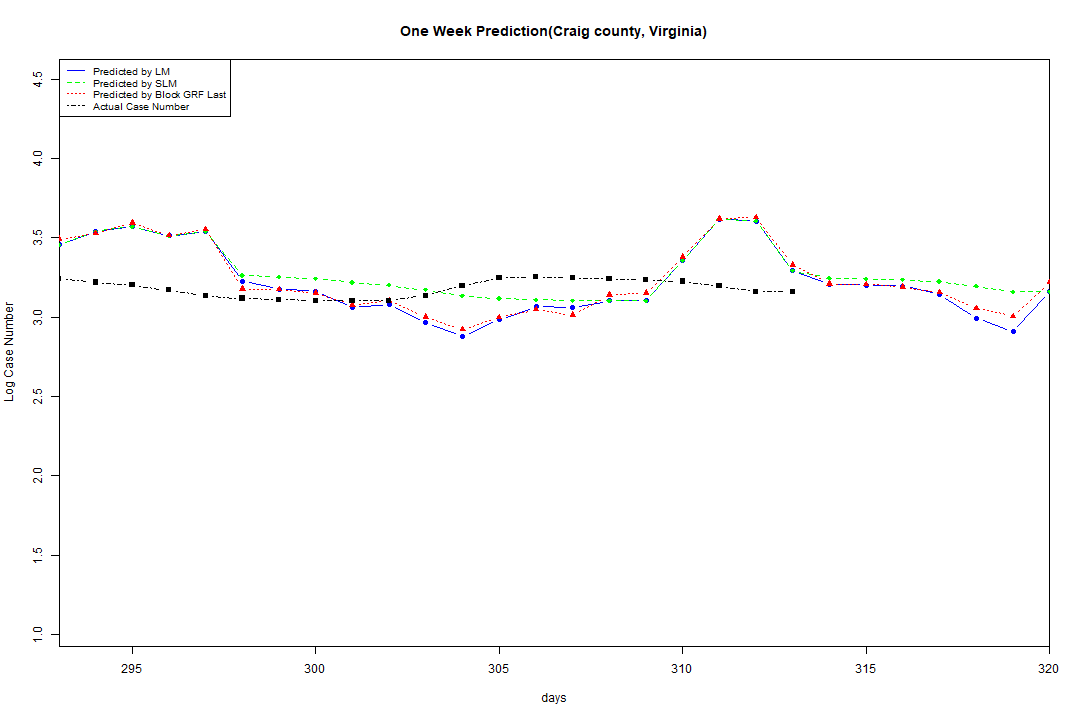 One Week Prediction(Craig county, Virginia)
Predicted by LM
Predicted by SLM
Predicted by Block GRF Last
Actual Case Number
4.5
4.0
3.5
3.0
2.5
2.0
1.5
1.0
Log Case Number
295 300 305 310 315 320
days